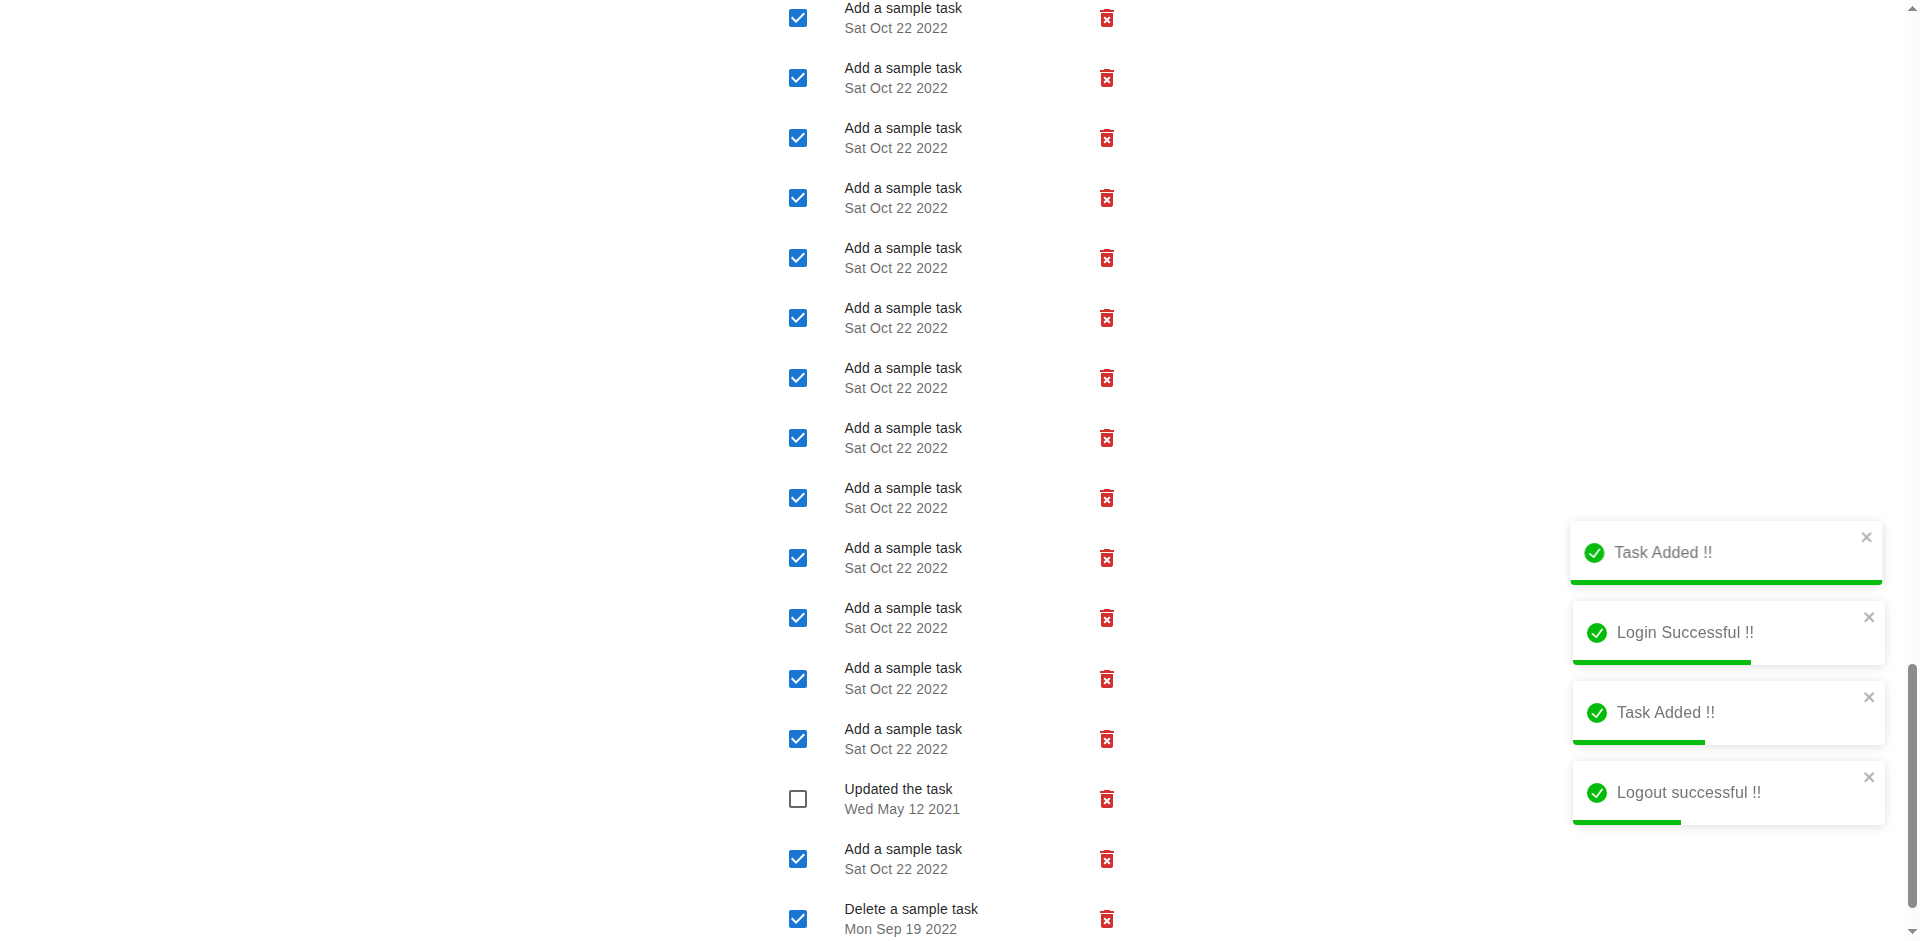 Add a sample task
Sat Oct 22 2022
Add a sample task
Sat Oct 22 2022
Add a sample task
Sat Oct 22 2022
Add a sample task
Sat Oct 22 2022
Add a sample task
Sat Oct 22 2022
Add a sample task
Sat Oct 22 2022
Add a sample task
Sat Oct 22 2022
Add a sample task
Sat Oct 22 2022
Add a sample task
Sat Oct 22 2022
Add a sample task
Sat Oct 22 2022
Add a sample task
Sat Oct 22 2022
Add a sample task
Sat Oct 22 2022
Add a sample task
Sat Oct 22 2022
Updated the task
Wed May 12 2021
Add a sample task
Sat Oct 22 2022
Delete a sample task
Mon Sep 19 2022
Task Added !!
Login Successful !!
Task Added !!
Logout successful !!